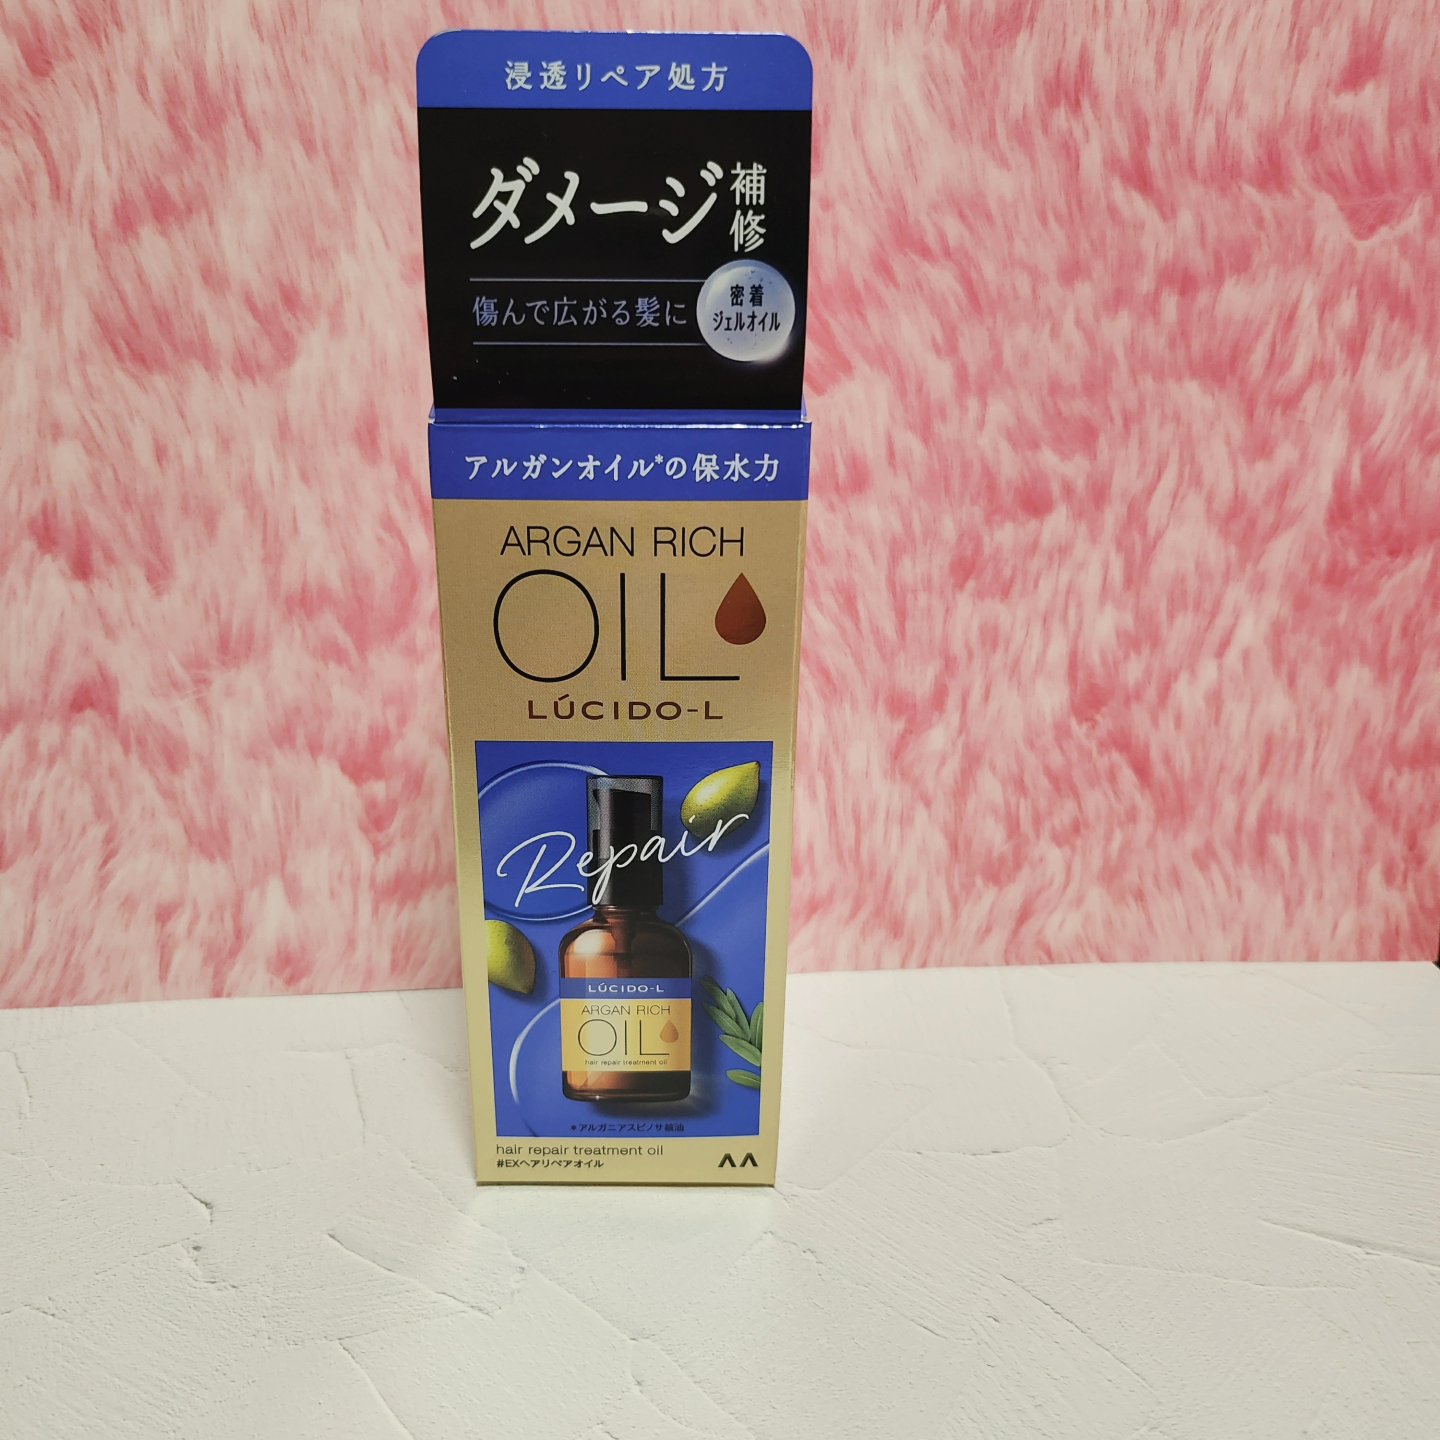 浸透リペア処方
ダメージ補修
傷んで広がる髪に
密着
ジェルオイル
アルガンオイル*の保水力
ARGAN RICH
OIL
LÚCIDO-L
Repair
LÚCIDO-L
ARGAN RICH
OIL
hair repair treatment oil
*アルガニアスピノサ核油
hair repair treatment oil
#EXヘアリペアオイル